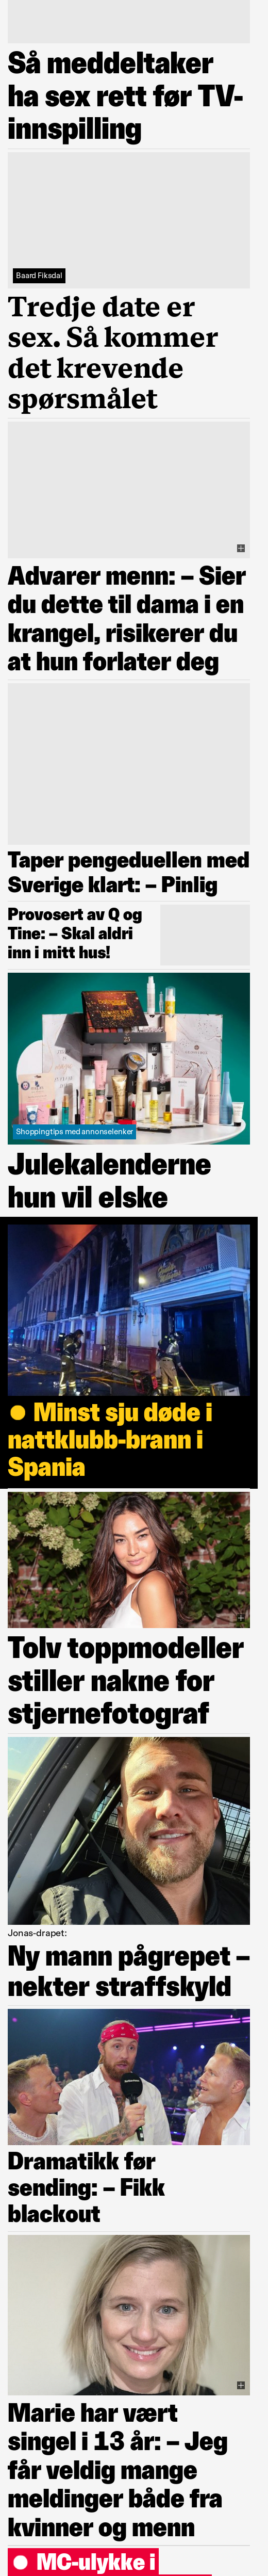 Så meddeltaker
ha sex rett før TV-
innspilling
Baard Fiksdal
Tredje date er
sex. Så kommer
det krevende
spørsmålet
Advarer menn: – Sier
du dette til dama i en
krangel, risikerer du
at hun forlater deg
Taper pengeduellen med
Sverige klart: – Pinlig
Provosert av Q og
Tine: – Skal aldri
inn i mitt hus!
Shoppingtips med annonselenker
Julekalenderne
hun vil elske
● Minst sju døde i
nattklubb-brann i
Spania
Tolv toppmodeller
stiller nakne for
stjernefotograf
Jonas-drapet:
Ny mann pågrepet –
nekter straffskyld
Dramatikk før
sending: – Fikk
blackout
Marie har vært
singel i 13 år: – Jeg
får veldig mange
meldinger både fra
kvinner og menn
● MC-ulykke i